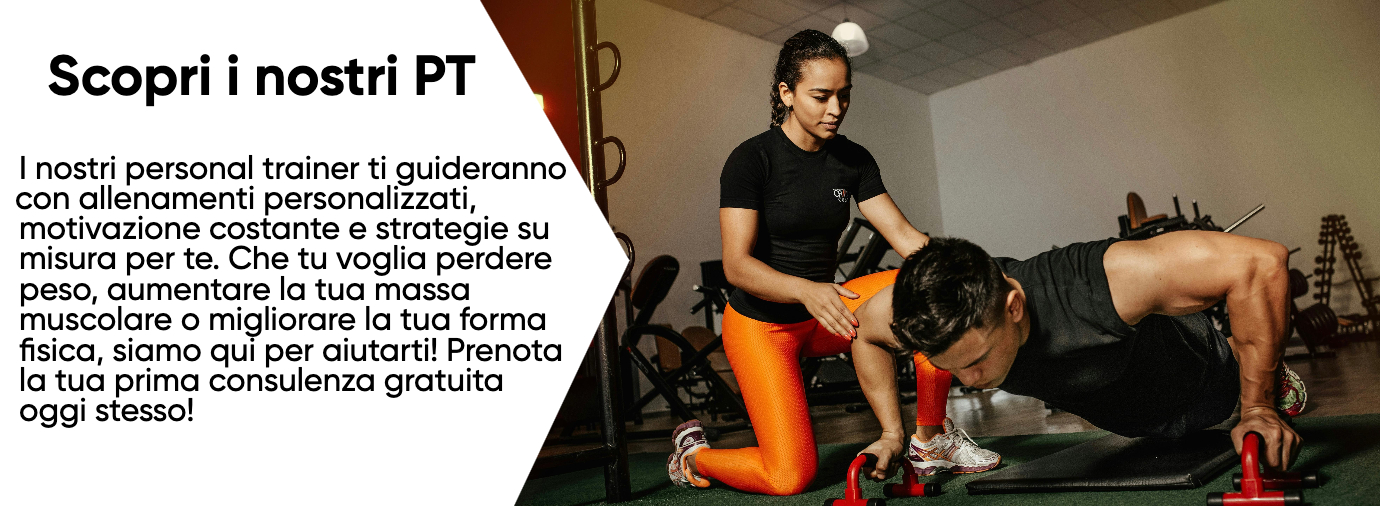 Scopri i nostri PT
I nostri personal trainer ti guideranno
con allenamenti personalizzati,
motivazione costante e strategie su
misura per te. Che tu voglia perdere
peso, aumentare la tua massa
muscolare o migliorare la tua forma
fisica, siamo qui per aiutarti! Prenota
la tua prima consulenza gratuita
oggi stesso!